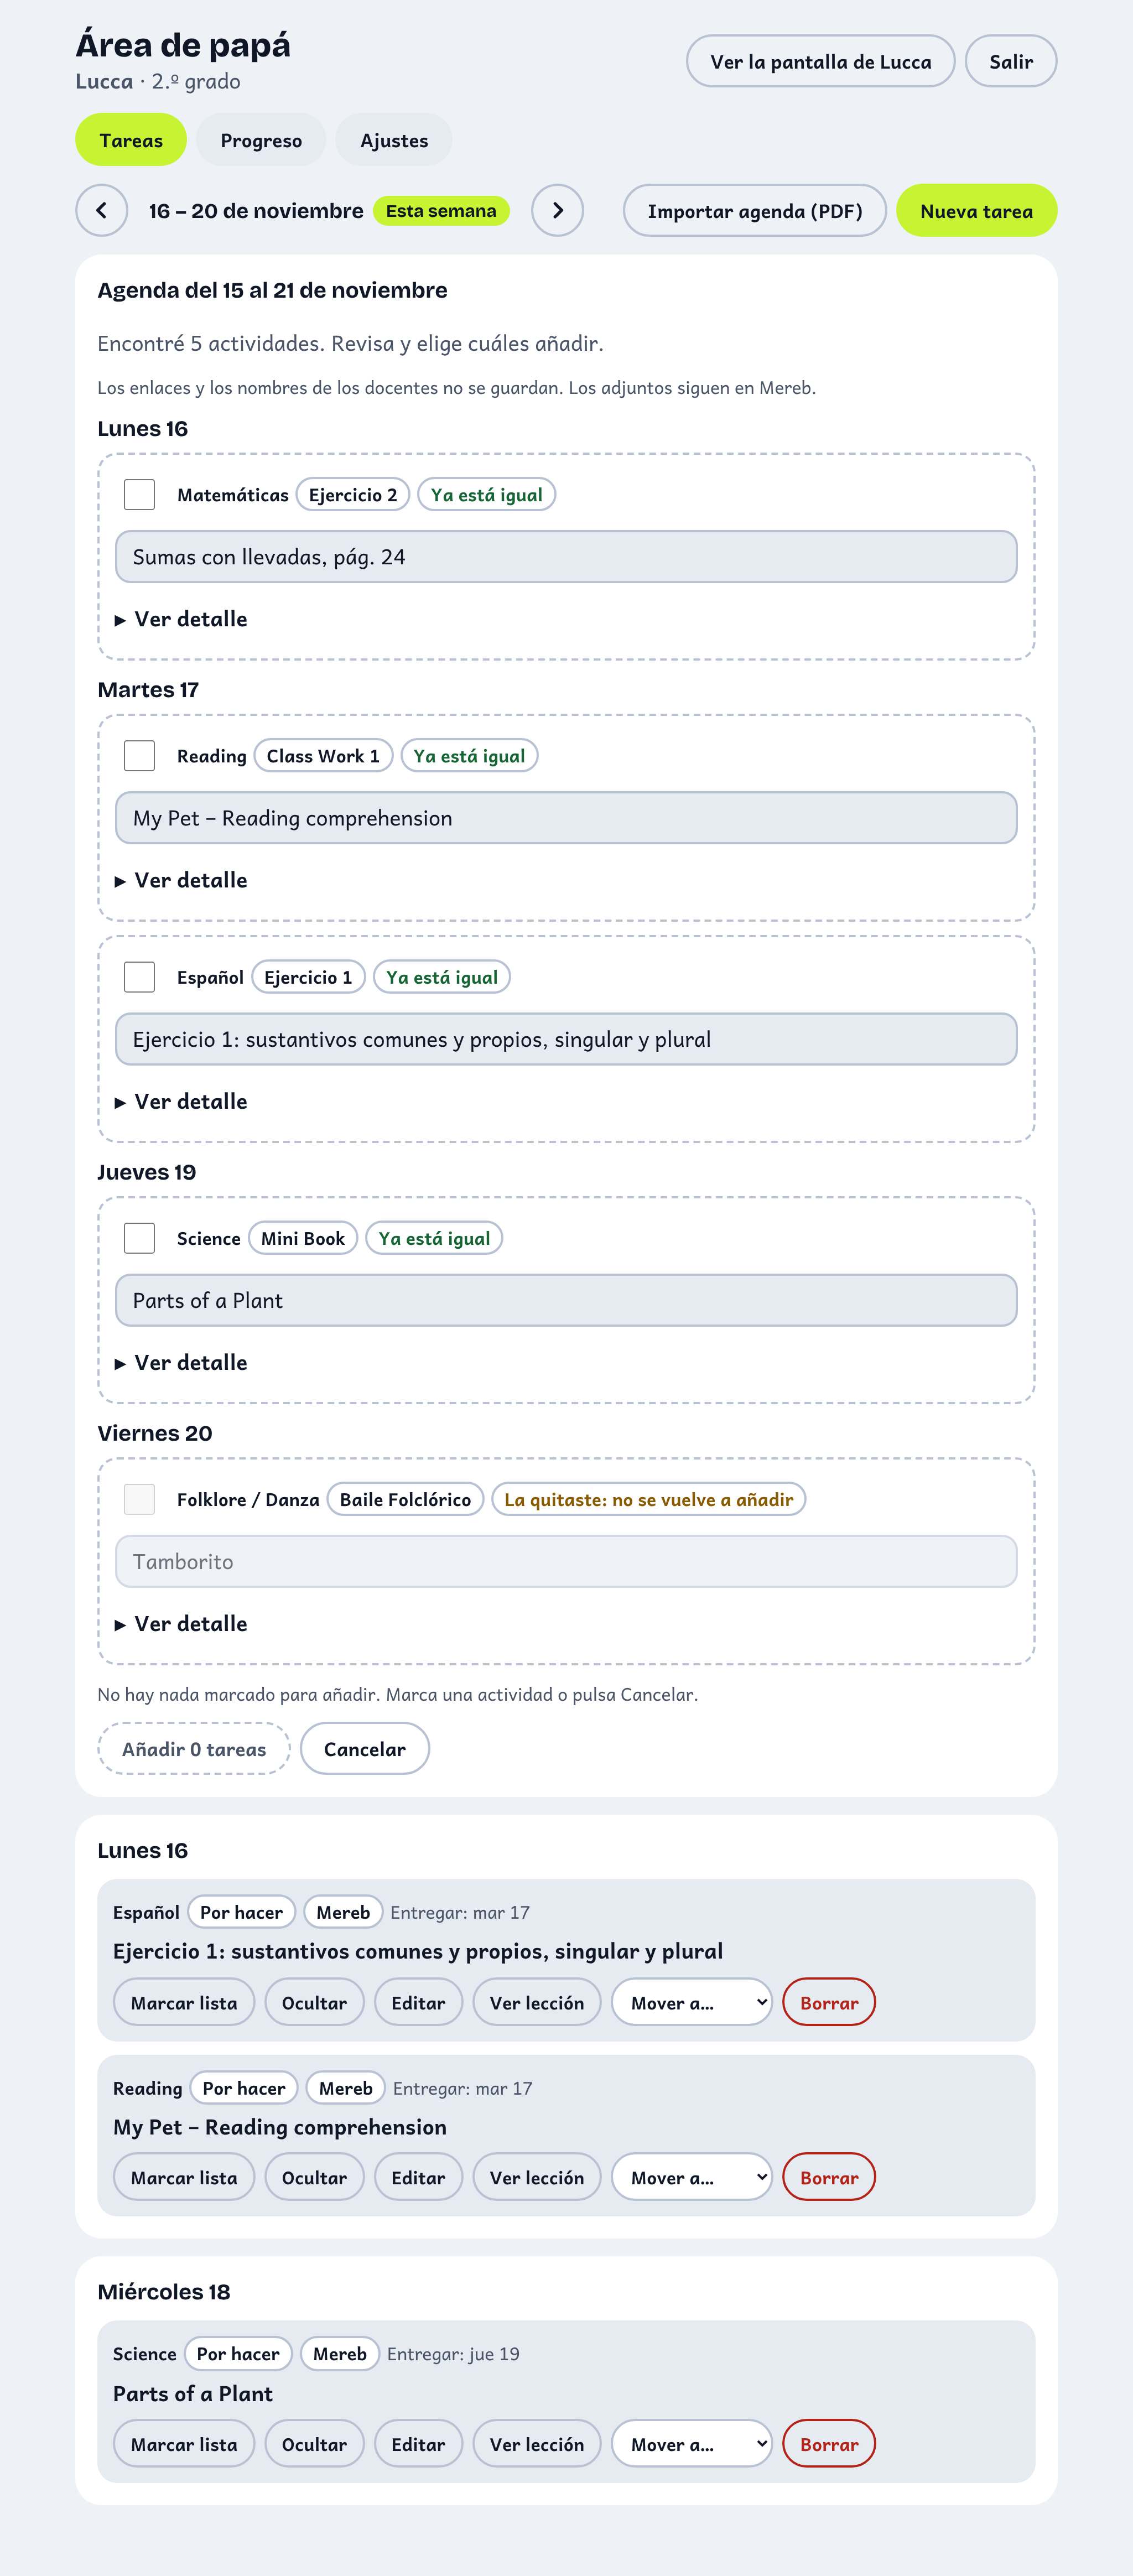 Área de papá
Lucca · 2.º grado
Ver la pantalla de Lucca
Salir
Tareas
Progreso
Ajustes
16 – 20 de noviembre
Esta semana
Importar agenda (PDF)
Nueva tarea
Agenda del 15 al 21 de noviembre
Encontré 5 actividades. Revisa y elige cuáles añadir.
Los enlaces y los nombres de los docentes no se guardan. Los adjuntos siguen en Mereb.
Lunes 16
Matemáticas Ejercicio 2 Ya está igual
Sumas con llevadas, pág. 24
Ver detalle
Martes 17
Reading Class Work 1 Ya está igual
My Pet – Reading comprehension
Ver detalle
Español Ejercicio 1 Ya está igual
Ejercicio 1: sustantivos comunes y propios, singular y plural
Ver detalle
Jueves 19
Science Mini Book Ya está igual
Parts of a Plant
Ver detalle
Viernes 20
Folklore / Danza Baile Folclórico La quitaste: no se vuelve a añadir
Tamborito
Ver detalle
No hay nada marcado para añadir. Marca una actividad o pulsa Cancelar.
Añadir 0 tareas Cancelar
Lunes 16
Español Por hacer Mereb Entregar: mar 17
Ejercicio 1: sustantivos comunes y propios, singular y plural
Marcar lista Ocultar Editar Ver lección Mover a... Borrar
Reading Por hacer Mereb Entregar: mar 17
My Pet – Reading comprehension
Marcar lista Ocultar Editar Ver lección Mover a... Borrar
Miércoles 18
Science Por hacer Mereb Entregar: jue 19
Parts of a Plant
Marcar lista Ocultar Editar Ver lección Mover a... Borrar